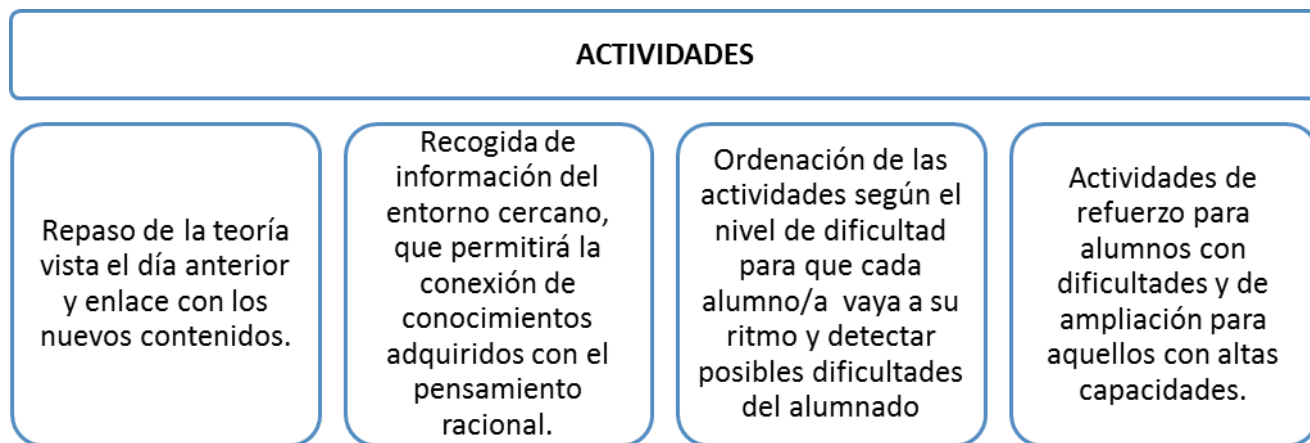 ACTIVIDADES
Repaso de la teoría
vista el día anterior
y enlace con los
nuevos contenidos.
Recogida de
información del
entorno cercano,
que permitirá la
conexión de
conocimientos
adquiridos con el
pensamiento
racional.
Ordenación de las
actividades según el
nivel de dificultad
para que cada
alumno/a vaya a su
ritmo y detectar
posibles dificultades
del alumnado
Actividades de
refuerzo para
alumnos con
dificultades y de
ampliación para
aquellos con altas
capacidades.